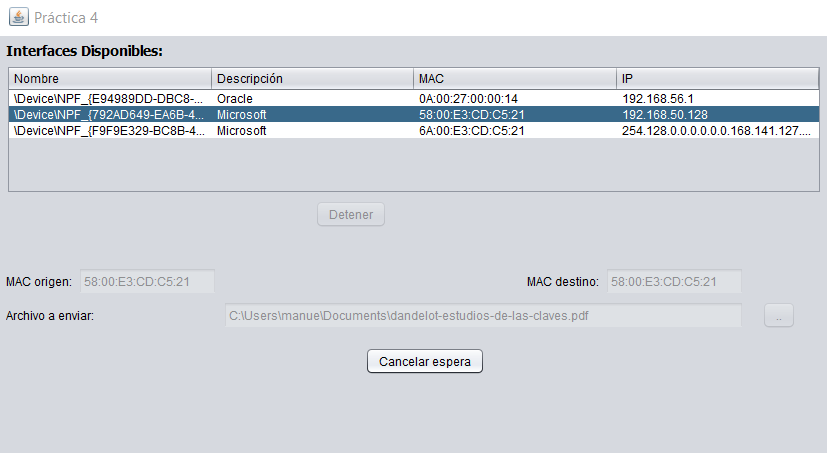 Práctica 4
Interfaces Disponibles:
Nombre Descripción MAC IP
\Device\NPF_{E94989DD-DBC8-... Oracle 0A:00:27:00:00:14 192.168.56.1
\Device\NPF_{792AD649-EA6B-4... Microsoft 58:00:E3:CD:C5:21 192.168.50.128
\Device\NPF_{F9F9E329-BC8B-4... Microsoft 6A:00:E3:CD:C5:21 254.128.0.0.0.0.0.0.168.141.127....
Detener
MAC origen: 58:00:E3:CD:C5:21 MAC destino: 58:00:E3:CD:C5:21
Archivo a enviar: C:\Users\manue\Documents\dandelot-estudios-de-las-claves.pdf ..
Cancelar espera